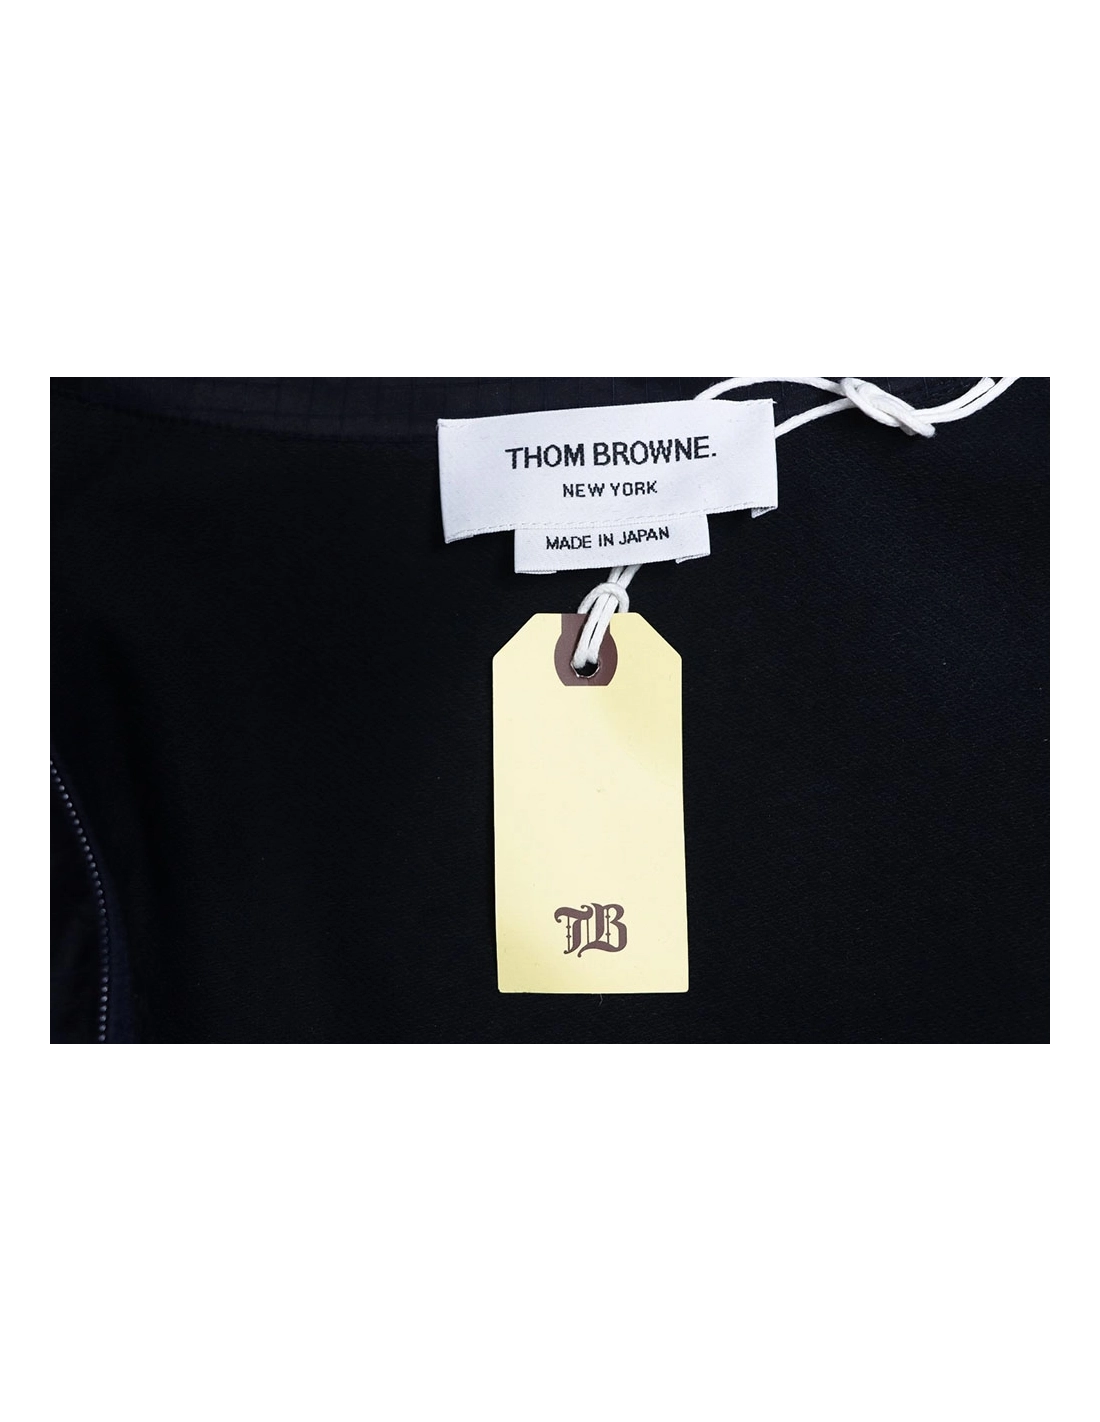 THOM BROWNE.
NEW YORK
MADE IN JAPAN
TB